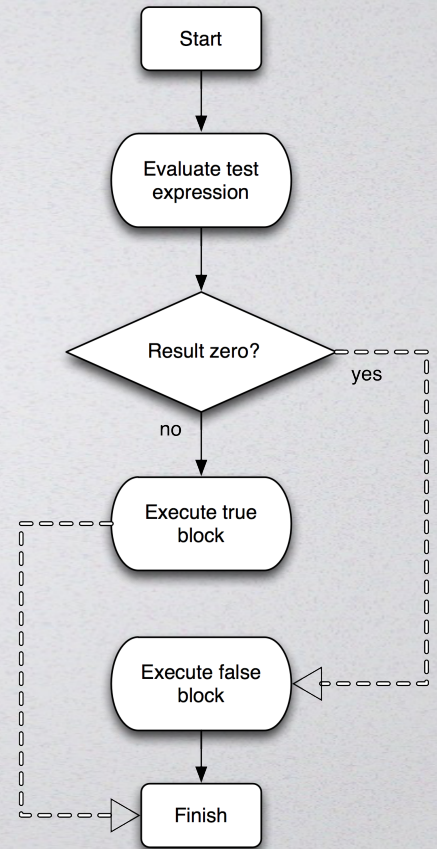 Start
Evaluate test
expression
Result zero?
yes
no
Execute true
block
Execute false
block
Finish